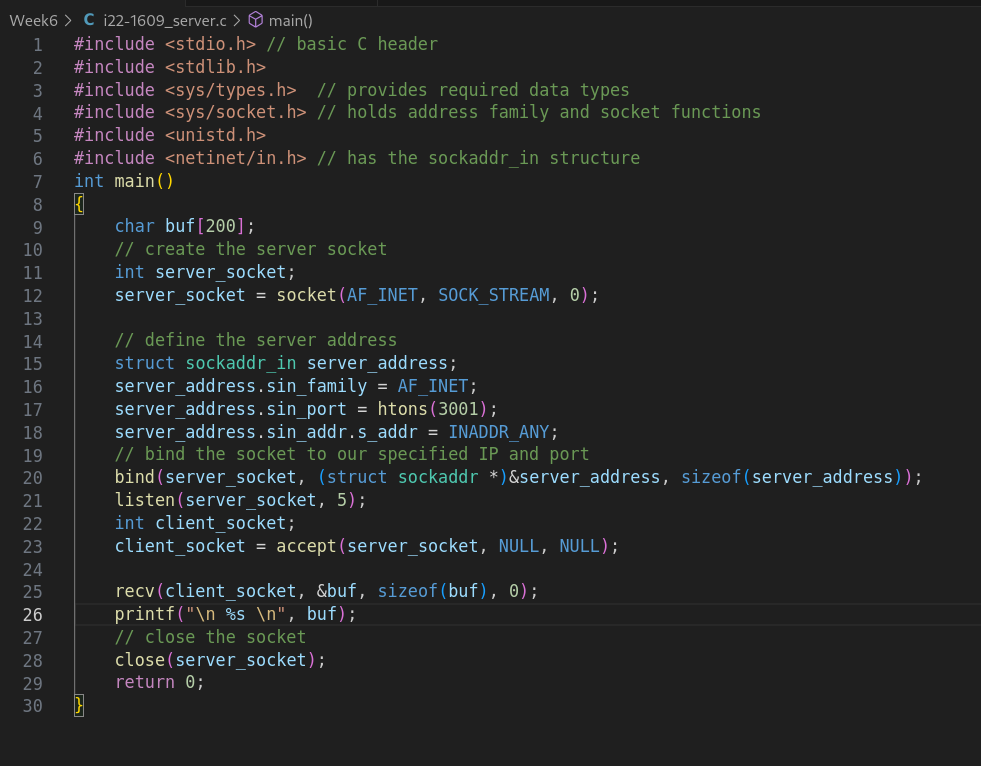 Week6 > C i22-1609_server.c > main()
1 #include <stdio.h> // basic C header
2 #include <stdlib.h>
3 #include <sys/types.h>  // provides required data types
4 #include <sys/socket.h> // holds address family and socket functions
5 #include <unistd.h>
6 #include <netinet/in.h> // has the sockaddr_in structure
7 int main()
8 {
9     char buf[200];
10     // create the server socket
11     int server_socket;
12     server_socket = socket(AF_INET, SOCK_STREAM, 0);
13
14     // define the server address
15     struct sockaddr_in server_address;
16     server_address.sin_family = AF_INET;
17     server_address.sin_port = htons(3001);
18     server_address.sin_addr.s_addr = INADDR_ANY;
19     // bind the socket to our specified IP and port
20     bind(server_socket, (struct sockaddr *)&server_address, sizeof(server_address));
21     listen(server_socket, 5);
22     int client_socket;
23     client_socket = accept(server_socket, NULL, NULL);
24
25     recv(client_socket, &buf, sizeof(buf), 0);
26     printf("\n %s \n", buf);
27     // close the socket
28     close(server_socket);
29     return 0;
30 }